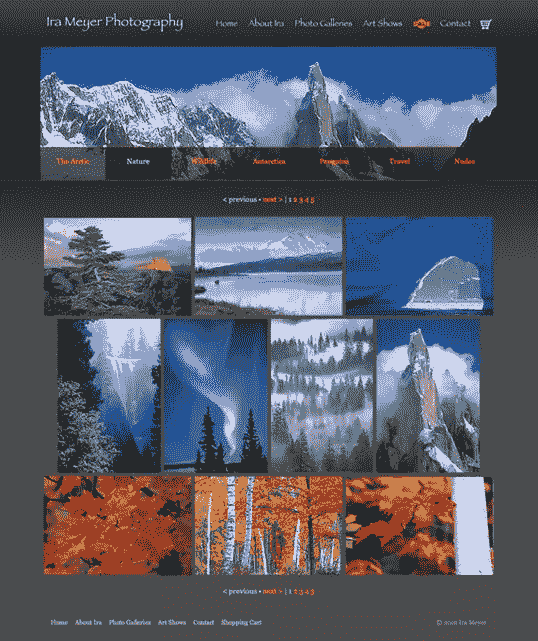 Ira Meyer Photography
Home About Ira Photo Galleries Art Shows Contact
The Arctic Nature Wildlife Antarctica Penguins Travel Nudes
< previous • next > | 1 2 3 4 5
< previous • next > | 1 2 3 4 5
Home About Ira Photo Galleries Art Shows Contact Shopping Cart
Ira Meyer